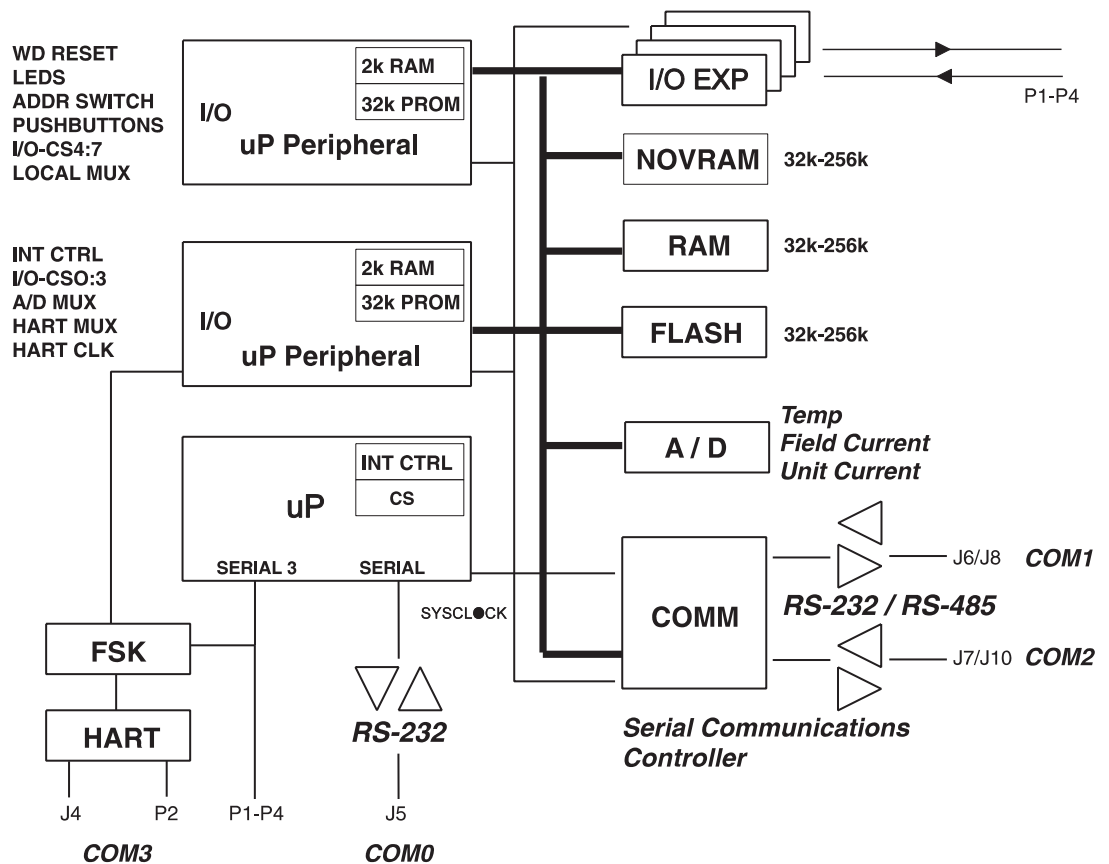 WD RESET
LEDS
ADDR SWITCH
PUSHBUTTONS
I/O-CS4:7
LOCAL MUX
I/O
2k RAM
32k PROM
uP Peripheral
I/O EXP
P1-P4
NOVRAM
32k-256k
RAM
32k-256k
FLASH
32k-256k
INT CTRL
I/O-CSO:3
A/D MUX
HART MUX
HART CLK
I/O
2k RAM
32k PROM
uP Peripheral
A / D
Temp
Field Current
Unit Current
uP
INT CTRL
CS
SERIAL 3
SERIAL
SYSCLOCK
COMM
Serial Communications
Controller
J6/J8
COM1
RS-232 / RS-485
J7/J10
COM2
FSK
HART
RS-232
J4
P2
P1-P4
J5
COM3
COM0